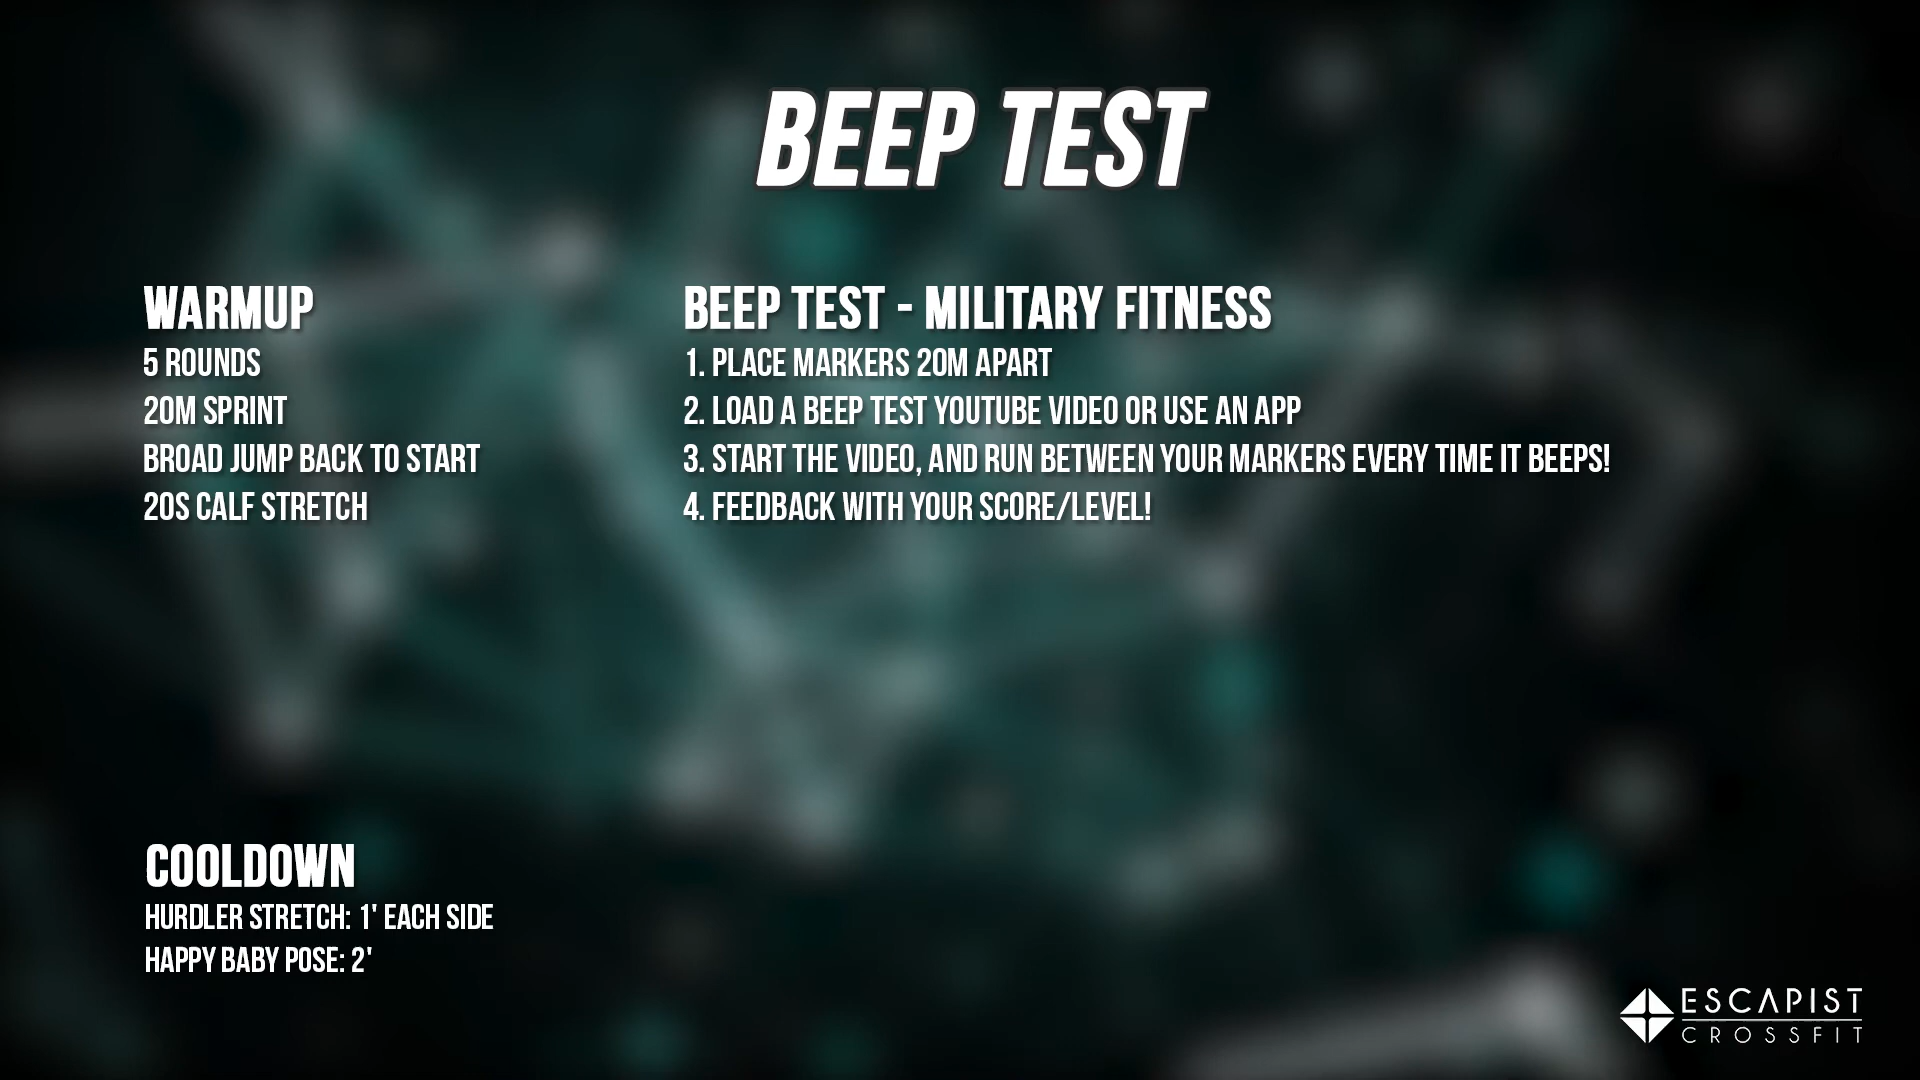 BEEP TEST
WARMUP
5 ROUNDS
20M SPRINT
BROAD JUMP BACK TO START
20S CALF STRETCH
BEEP TEST - MILITARY FITNESS
1. PLACE MARKERS 20M APART
2. LOAD A BEEP TEST YOUTUBE VIDEO OR USE AN APP
3. START THE VIDEO, AND RUN BETWEEN YOUR MARKERS EVERY TIME IT BEEPS!
4. FEEDBACK WITH YOUR SCORE/LEVEL!
COOLDOWN
HURDLER STRETCH: 1' EACH SIDE
HAPPY BABY POSE: 2'
ESCAPIST
CROSSFIT